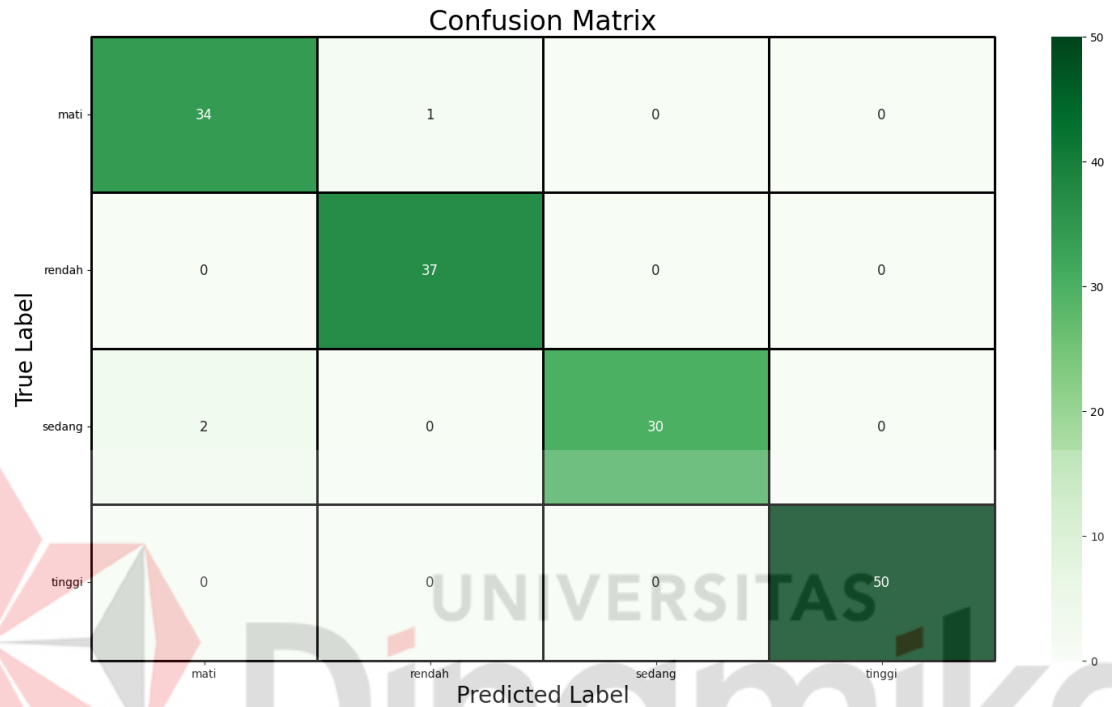 Confusion Matrix
50
mati 34 1 0 0
40
rendah 0 37 0 0
30
True Label
20
sedang 2 0 30 0
10
tinggi 0 0 0 50
UNIVERSITAS
0
mati rendah sedang tinggi
Dinamika
Predicted Label